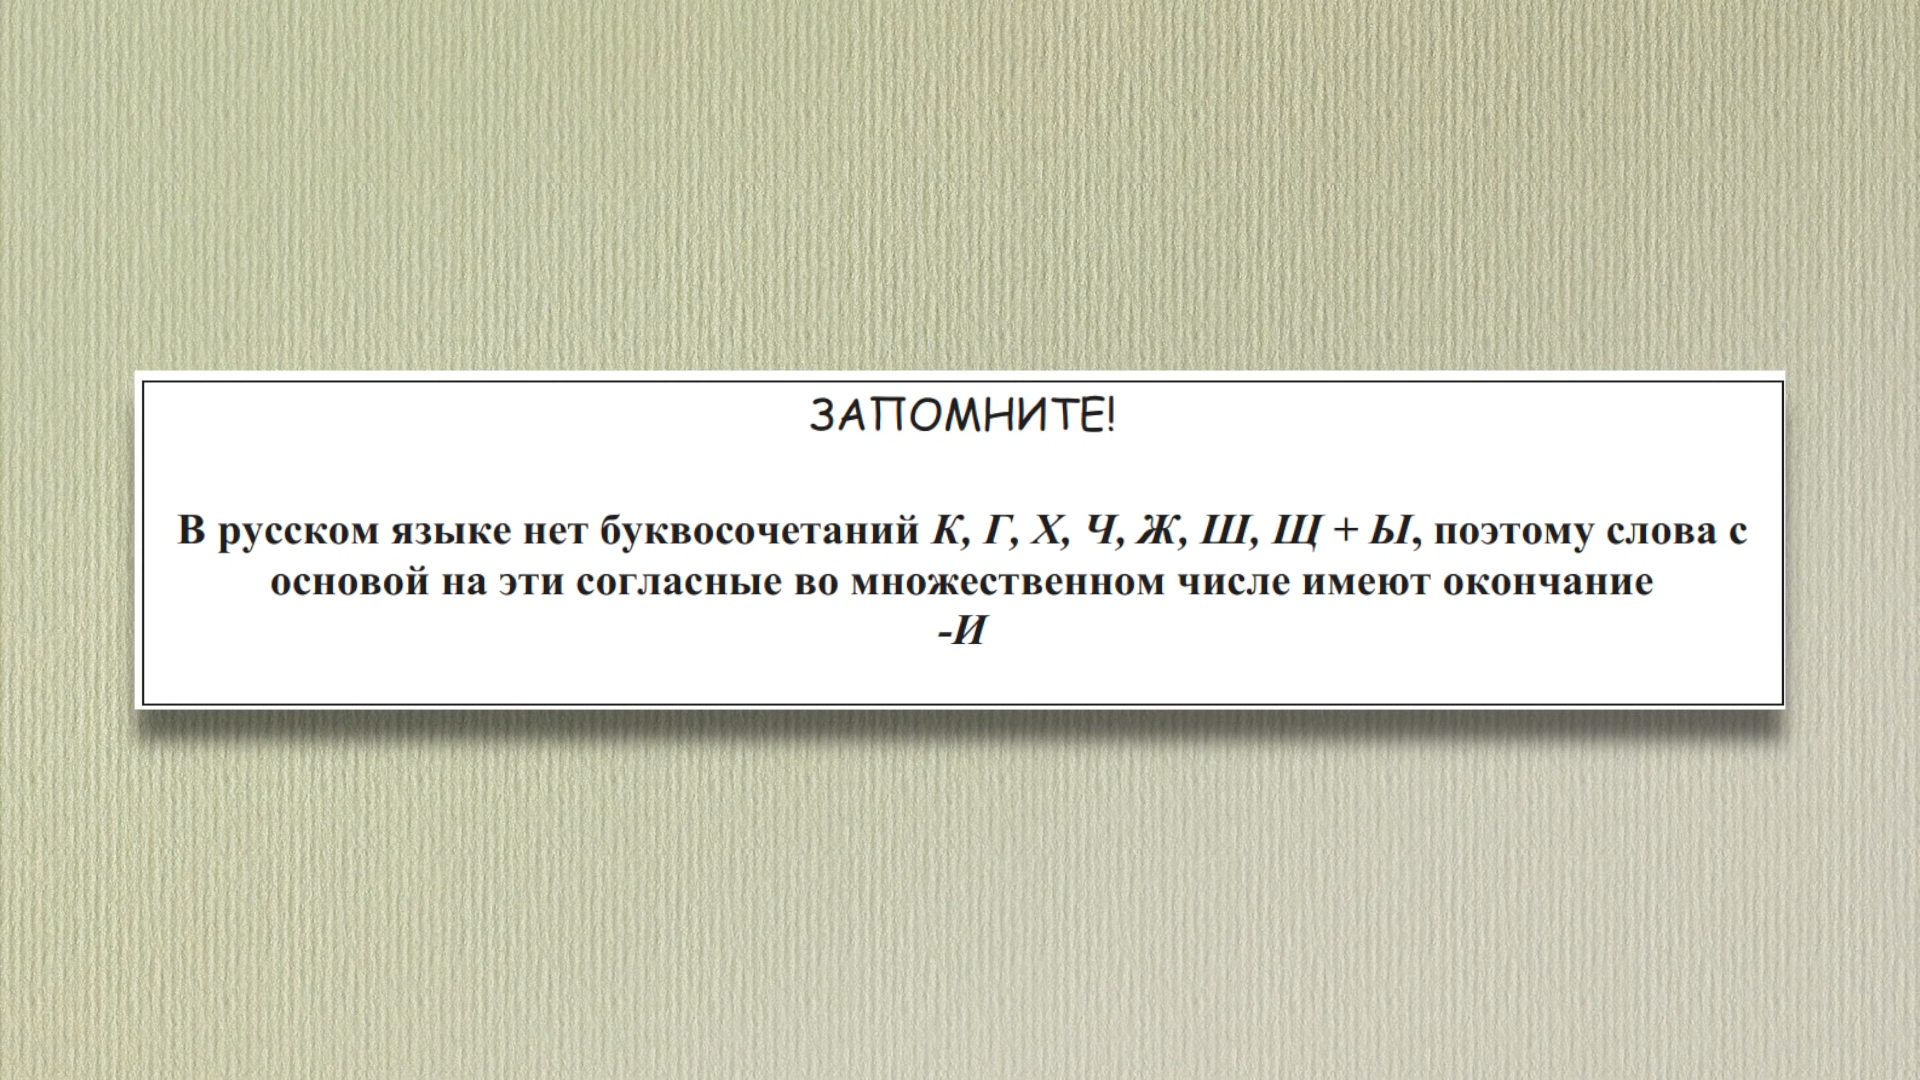 ЗАПОМНИТЕ!
В русском языке нет буквосочетаний К, Г, Х, Ч, Ж, Ш, Щ + Ы, поэтому слова с
основой на эти согласные во множественном числе имеют окончание
-И